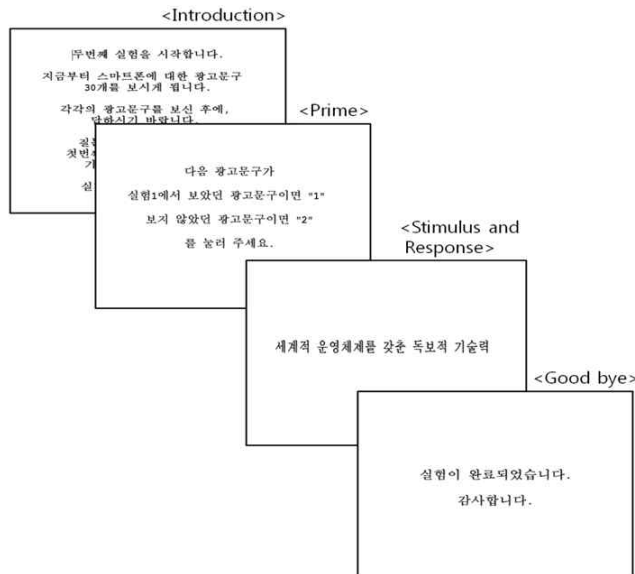 <Introduction>
두번째 실험을 시작합니다.
지금부터 스마트폰에 대한 광고문구
30개를 보시게 됩니다.
각각의 광고문구를 보신 후에,
답하시기 바랍니다.
<Prime>
다음 광고문구가
실험1에서 보았던 광고문구이면 "1"
보지 않았던 광고문구이면 "2"
를 눌러 주세요.
<Stimulus and
Response>
세계적 운영체제를 갖춘 독보적 기술력
<Good bye>
실험이 완료되었습니다.
감사합니다.